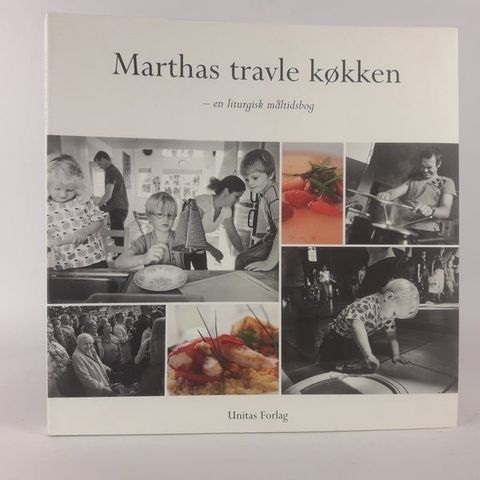 Marthas travle køkken
– en liturgisk måltidsbog
Unitas Forlag